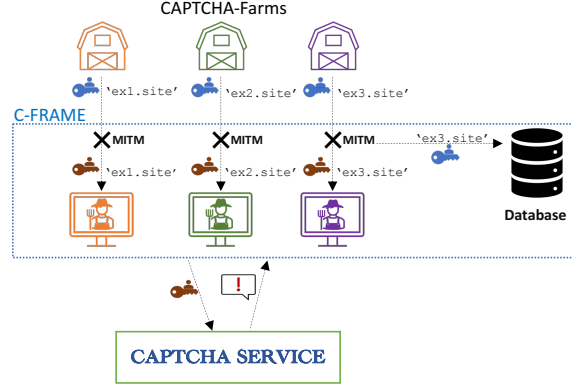 CAPTCHA-Farms
‘ex1.site’ ‘ex2.site’ ‘ex3.site’
C-FRAME
MITM MITM MITM ‘ex3.site’
‘ex1.site’ ‘ex2.site’ ‘ex3.site’
Database
!
CAPTCHA SERVICE